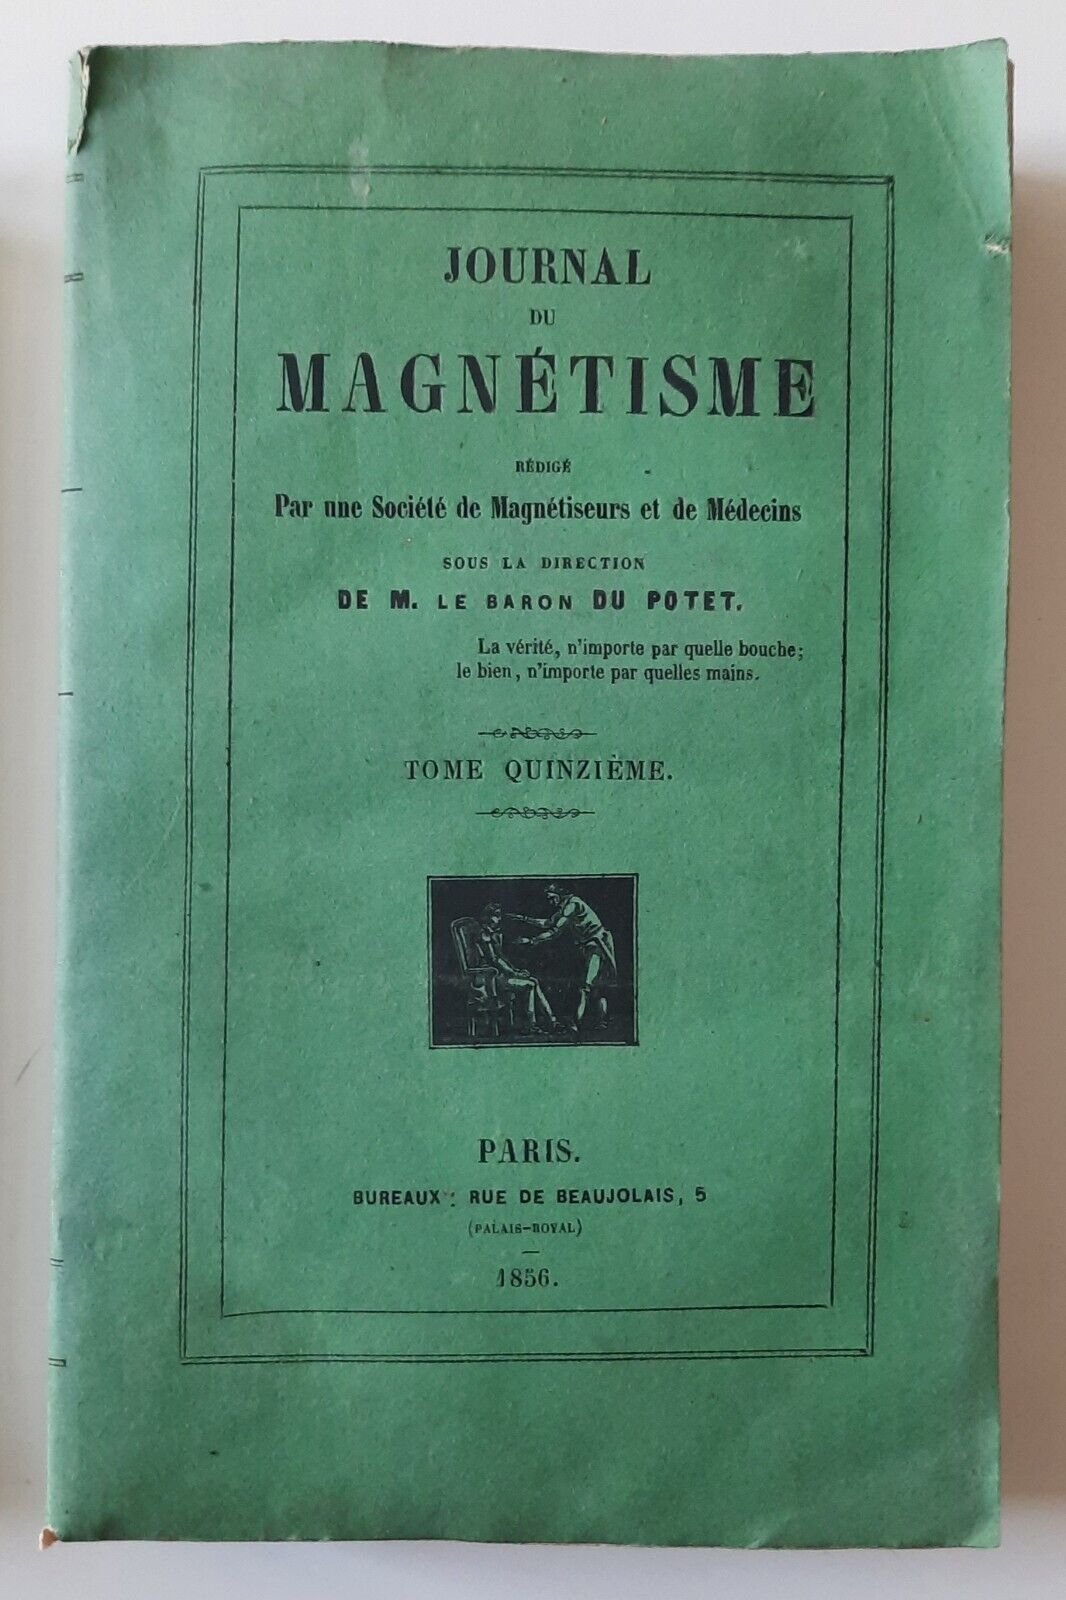 JOURNAL
DU
MAGNÉTISME
RÉDIGÉ
Par une Société de Magnétiseurs et de Médecins
SOUS LA DIRECTION
DE M. LE BARON DU POTET.
La vérité, n'importe par quelle bouche;
le bien, n'importe par quelles mains.
TOME QUINZIÈME.
PARIS.
BUREAUX : RUE DE BEAUJOLAIS, 5
(PALAIS-ROYAL)
1856.